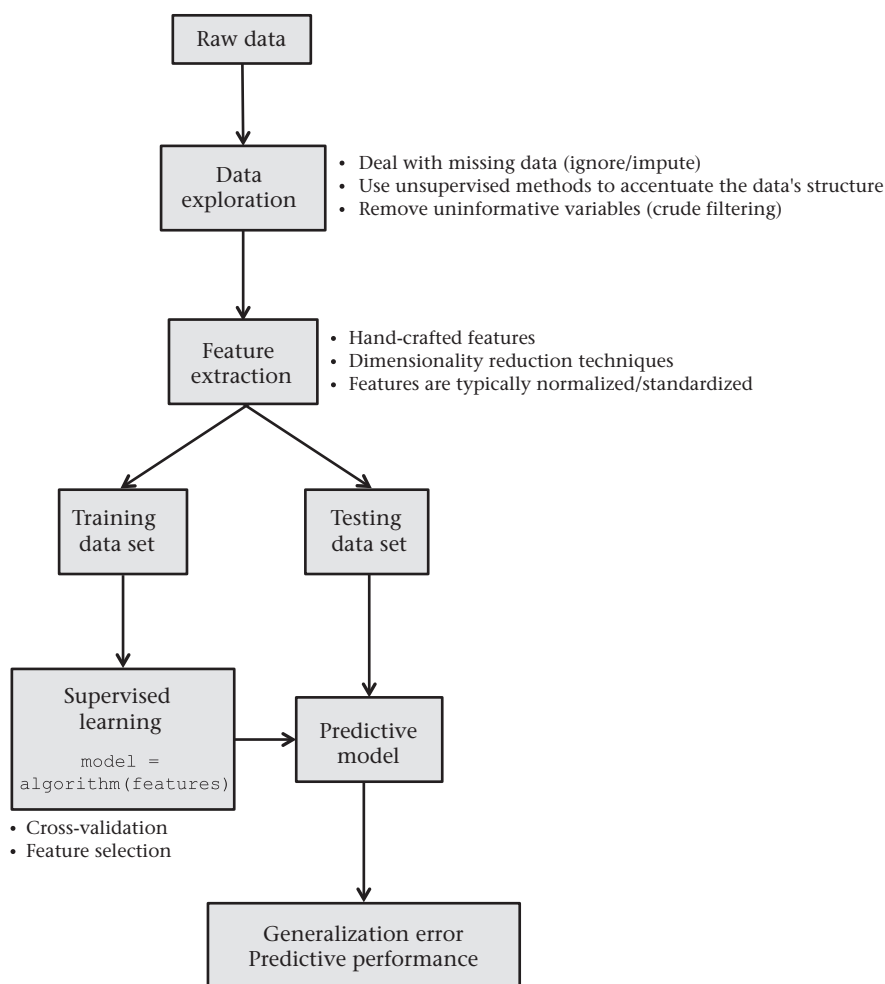 Raw data
Data
exploration
• Deal with missing data (ignore/impute)
• Use unsupervised methods to accentuate the data's structure
• Remove uninformative variables (crude filtering)
Feature
extraction
• Hand-crafted features
• Dimensionality reduction techniques
• Features are typically normalized/standardized
Training
data set
Testing
data set
Supervised
learning
model =
algorithm(features)
• Cross-validation
• Feature selection
Predictive
model
Generalization error
Predictive performance